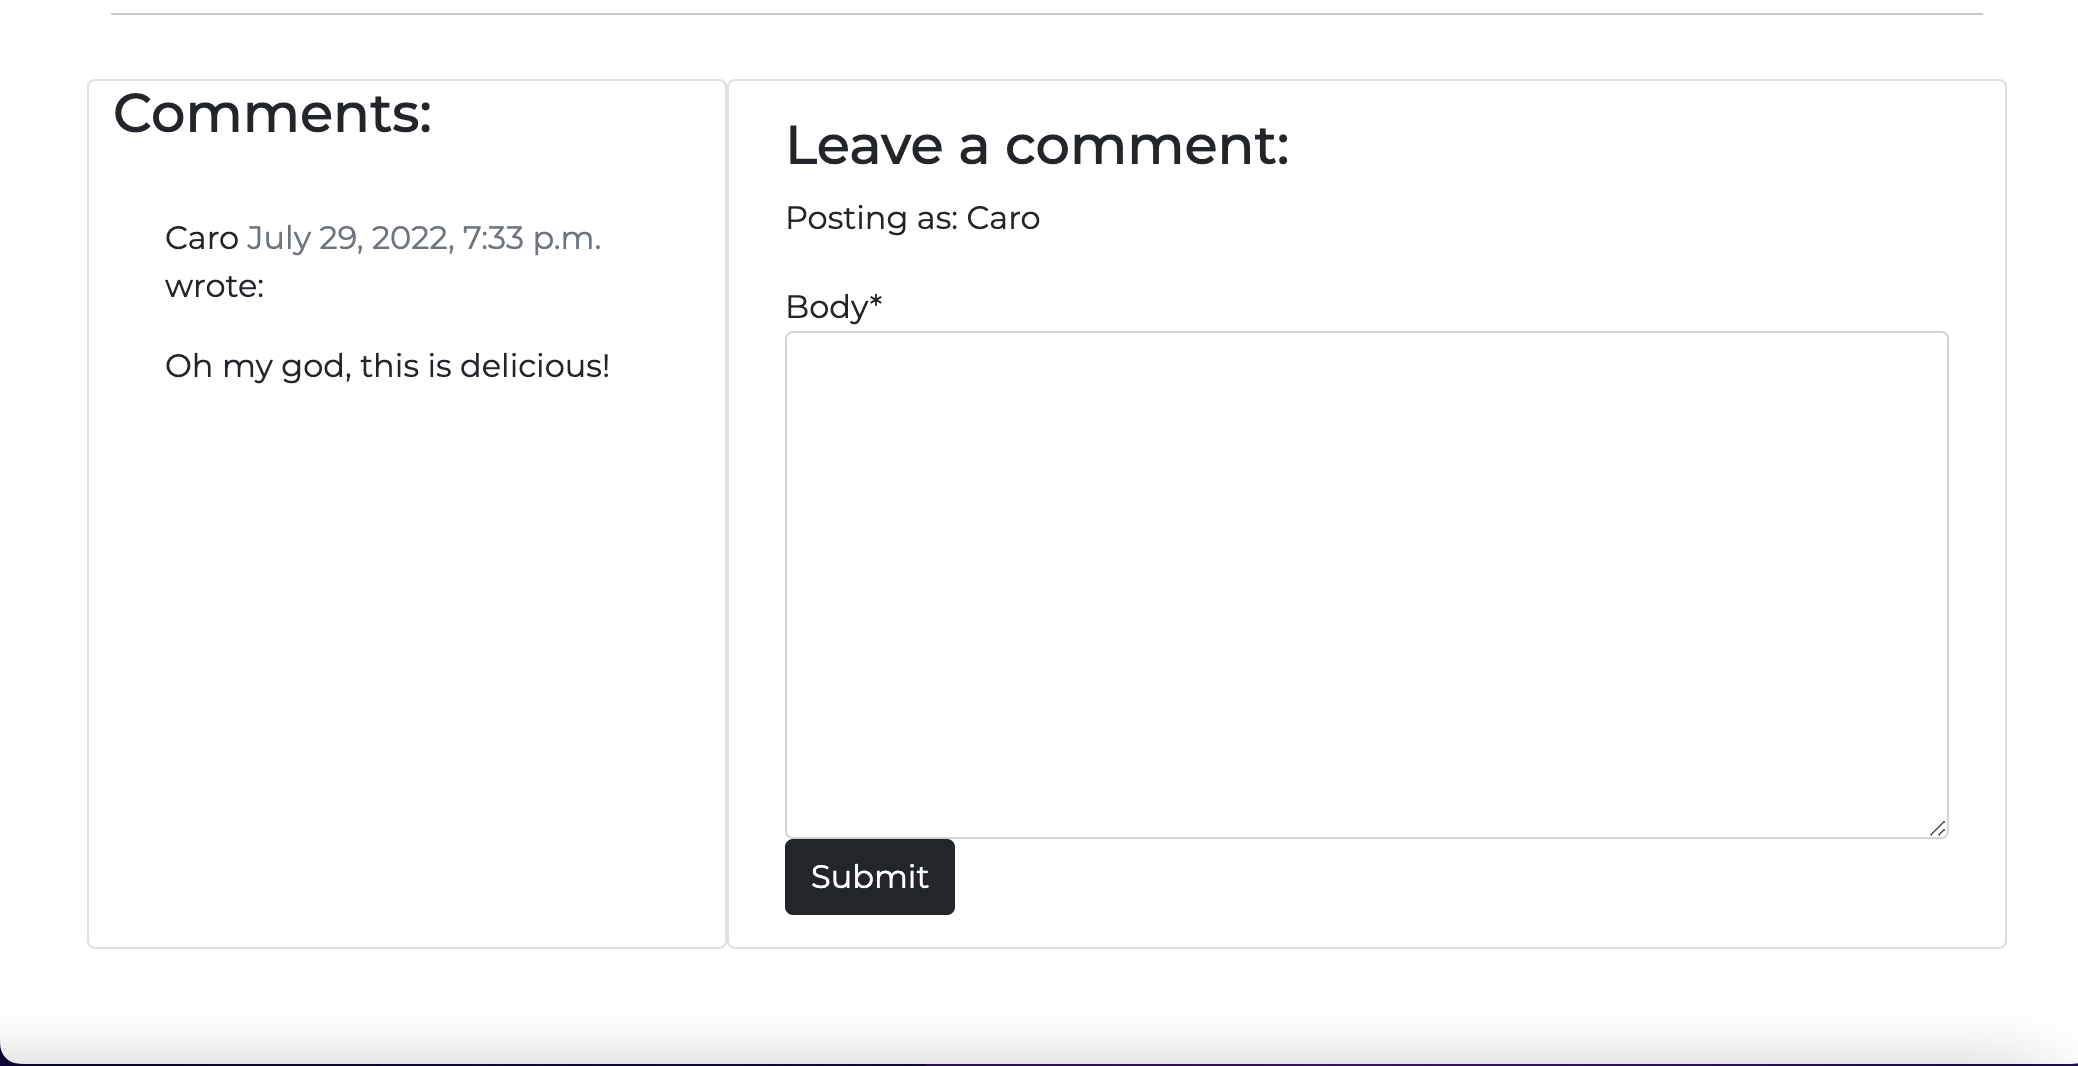 Comments:
Caro July 29, 2022, 7:33 p.m.
wrote:
Oh my god, this is delicious!
Leave a comment:
Posting as: Caro
Body*
Submit